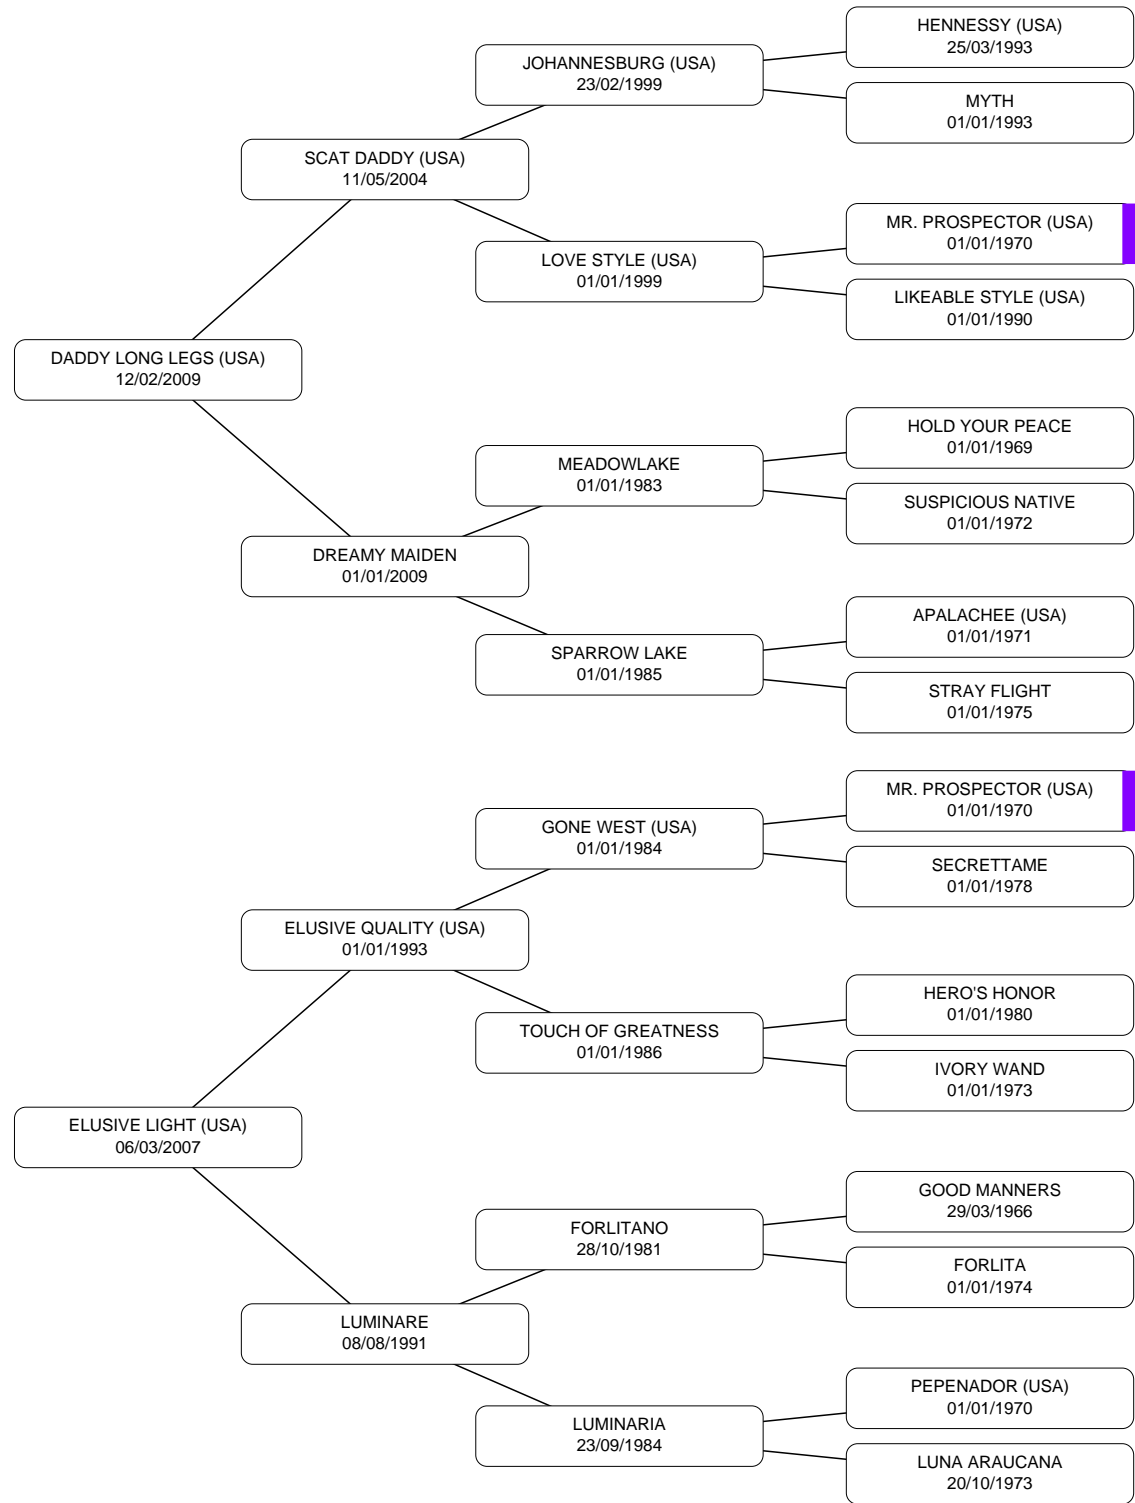 HENNESSY (USA)
25/03/1993
JOHANNESBURG (USA)
23/02/1999
MYTH
01/01/1993
SCAT DADDY (USA)
11/05/2004
MR. PROSPECTOR (USA)
01/01/1970
LOVE STYLE (USA)
01/01/1999
LIKEABLE STYLE (USA)
01/01/1990
DADDY LONG LEGS (USA)
12/02/2009
HOLD YOUR PEACE
01/01/1969
MEADOWLAKE
01/01/1983
SUSPICIOUS NATIVE
01/01/1972
DREAMY MAIDEN
01/01/2009
APALACHEE (USA)
01/01/1971
SPARROW LAKE
01/01/1985
STRAY FLIGHT
01/01/1975
MR. PROSPECTOR (USA)
01/01/1970
GONE WEST (USA)
01/01/1984
SECRETTAME
01/01/1978
ELUSIVE QUALITY (USA)
01/01/1993
HERO'S HONOR
01/01/1980
TOUCH OF GREATNESS
01/01/1986
IVORY WAND
01/01/1973
ELUSIVE LIGHT (USA)
06/03/2007
GOOD MANNERS
29/03/1966
FORLITANO
28/10/1981
FORLITA
01/01/1974
LUMINARE
08/08/1991
PEPENADOR (USA)
01/01/1970
LUMINARIA
23/09/1984
LUNA ARAUCANA
20/10/1973